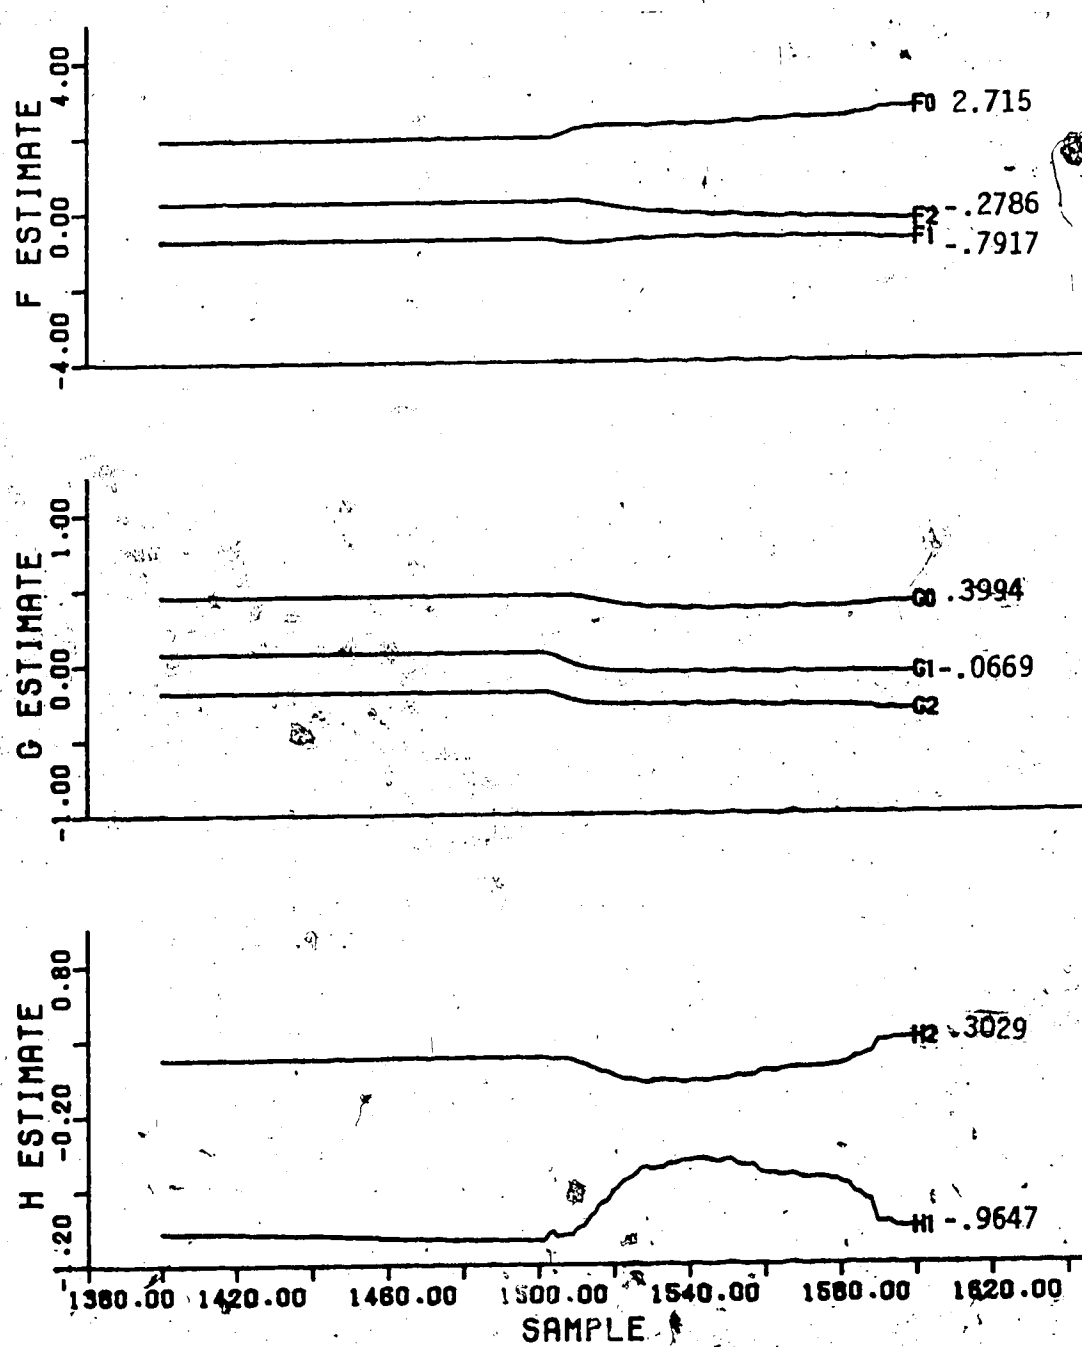 F ESTIMATE
4.00
0.00
-4.00
F0 2.715
F2 -.2786
F1 -.7917
G ESTIMATE
1.00
0.00
-1.00
G0 .3994
G1 -.0669
G2
H ESTIMATE
0.80
-0.20
-1.20
H2 .3029
H1 -.9647
1380.00 1420.00 1460.00 1500.00 1540.00 1580.00 1620.00
SAMPLE